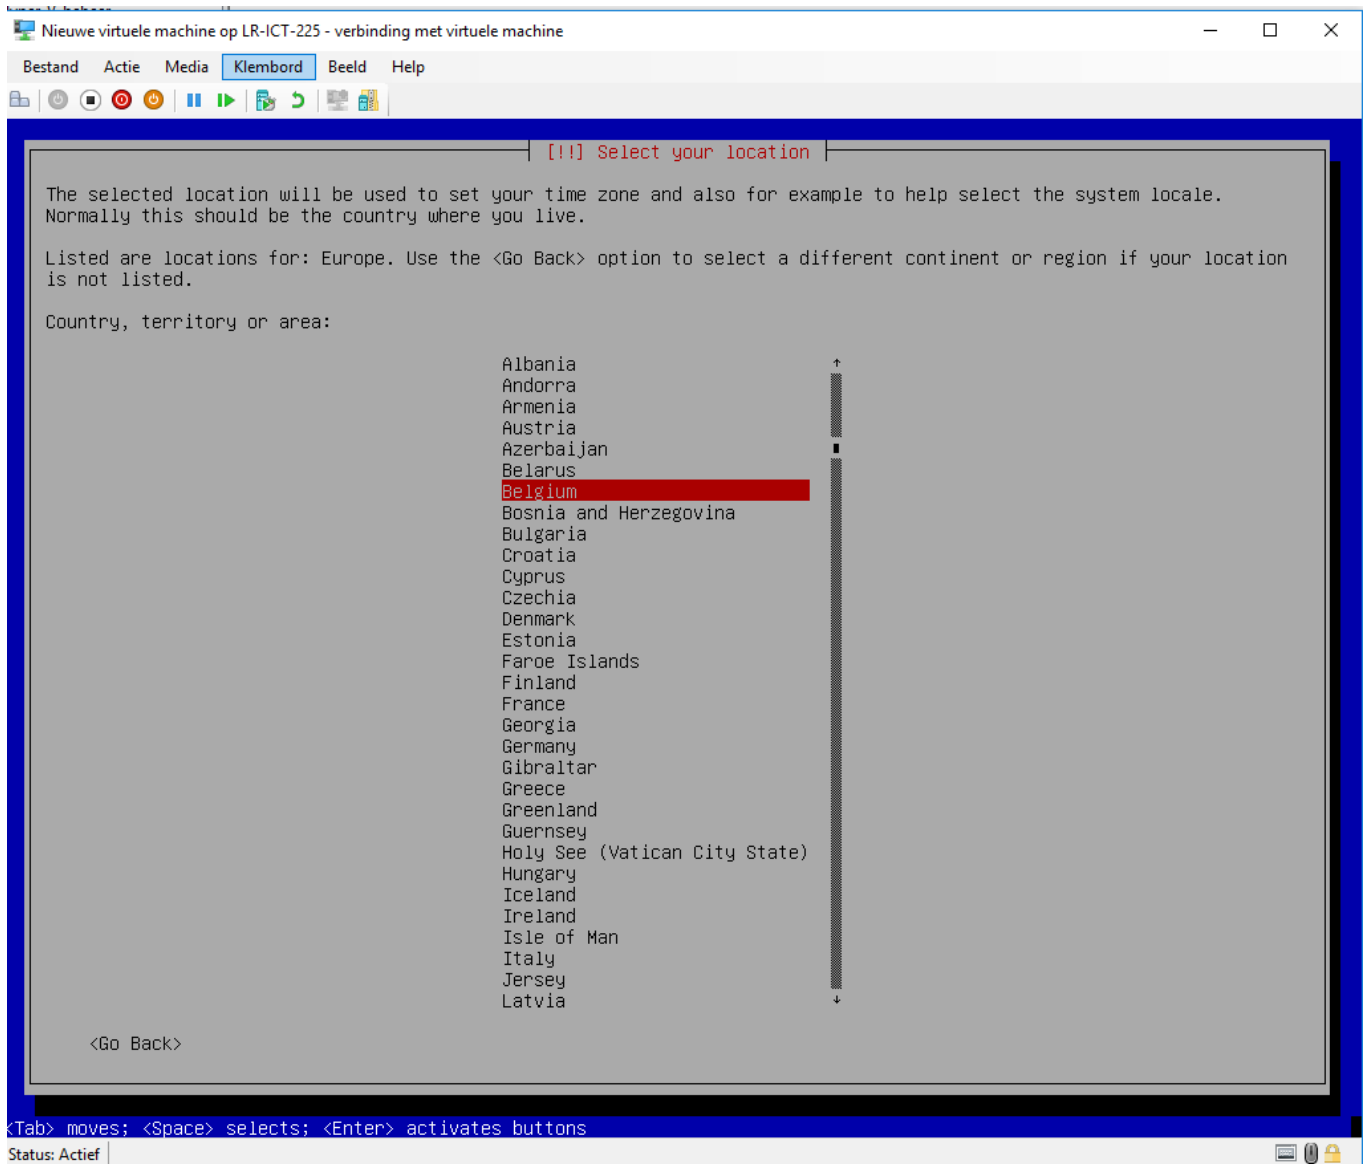 Nieuwe virtuele machine op LR-ICT-225 - verbinding met virtuele machine
Bestand Actie Media Klembord Beeld Help
[!!] Select your location
The selected location will be used to set your time zone and also for example to help select the system locale.
Normally this should be the country where you live.
Listed are locations for: Europe. Use the <Go Back> option to select a different continent or region if your location
is not listed.
Country, territory or area:
Albania
Andorra
Armenia
Austria
Azerbaijan
Belarus
Belgium
Bosnia and Herzegovina
Bulgaria
Croatia
Cyprus
Czechia
Denmark
Estonia
Faroe Islands
Finland
France
Georgia
Germany
Gibraltar
Greece
Greenland
Guernsey
Holy See (Vatican City State)
Hungary
Iceland
Ireland
Isle of Man
Italy
Jersey
Latvia
<Go Back>
<Tab> moves; <Space> selects; <Enter> activates buttons
Status: Actief